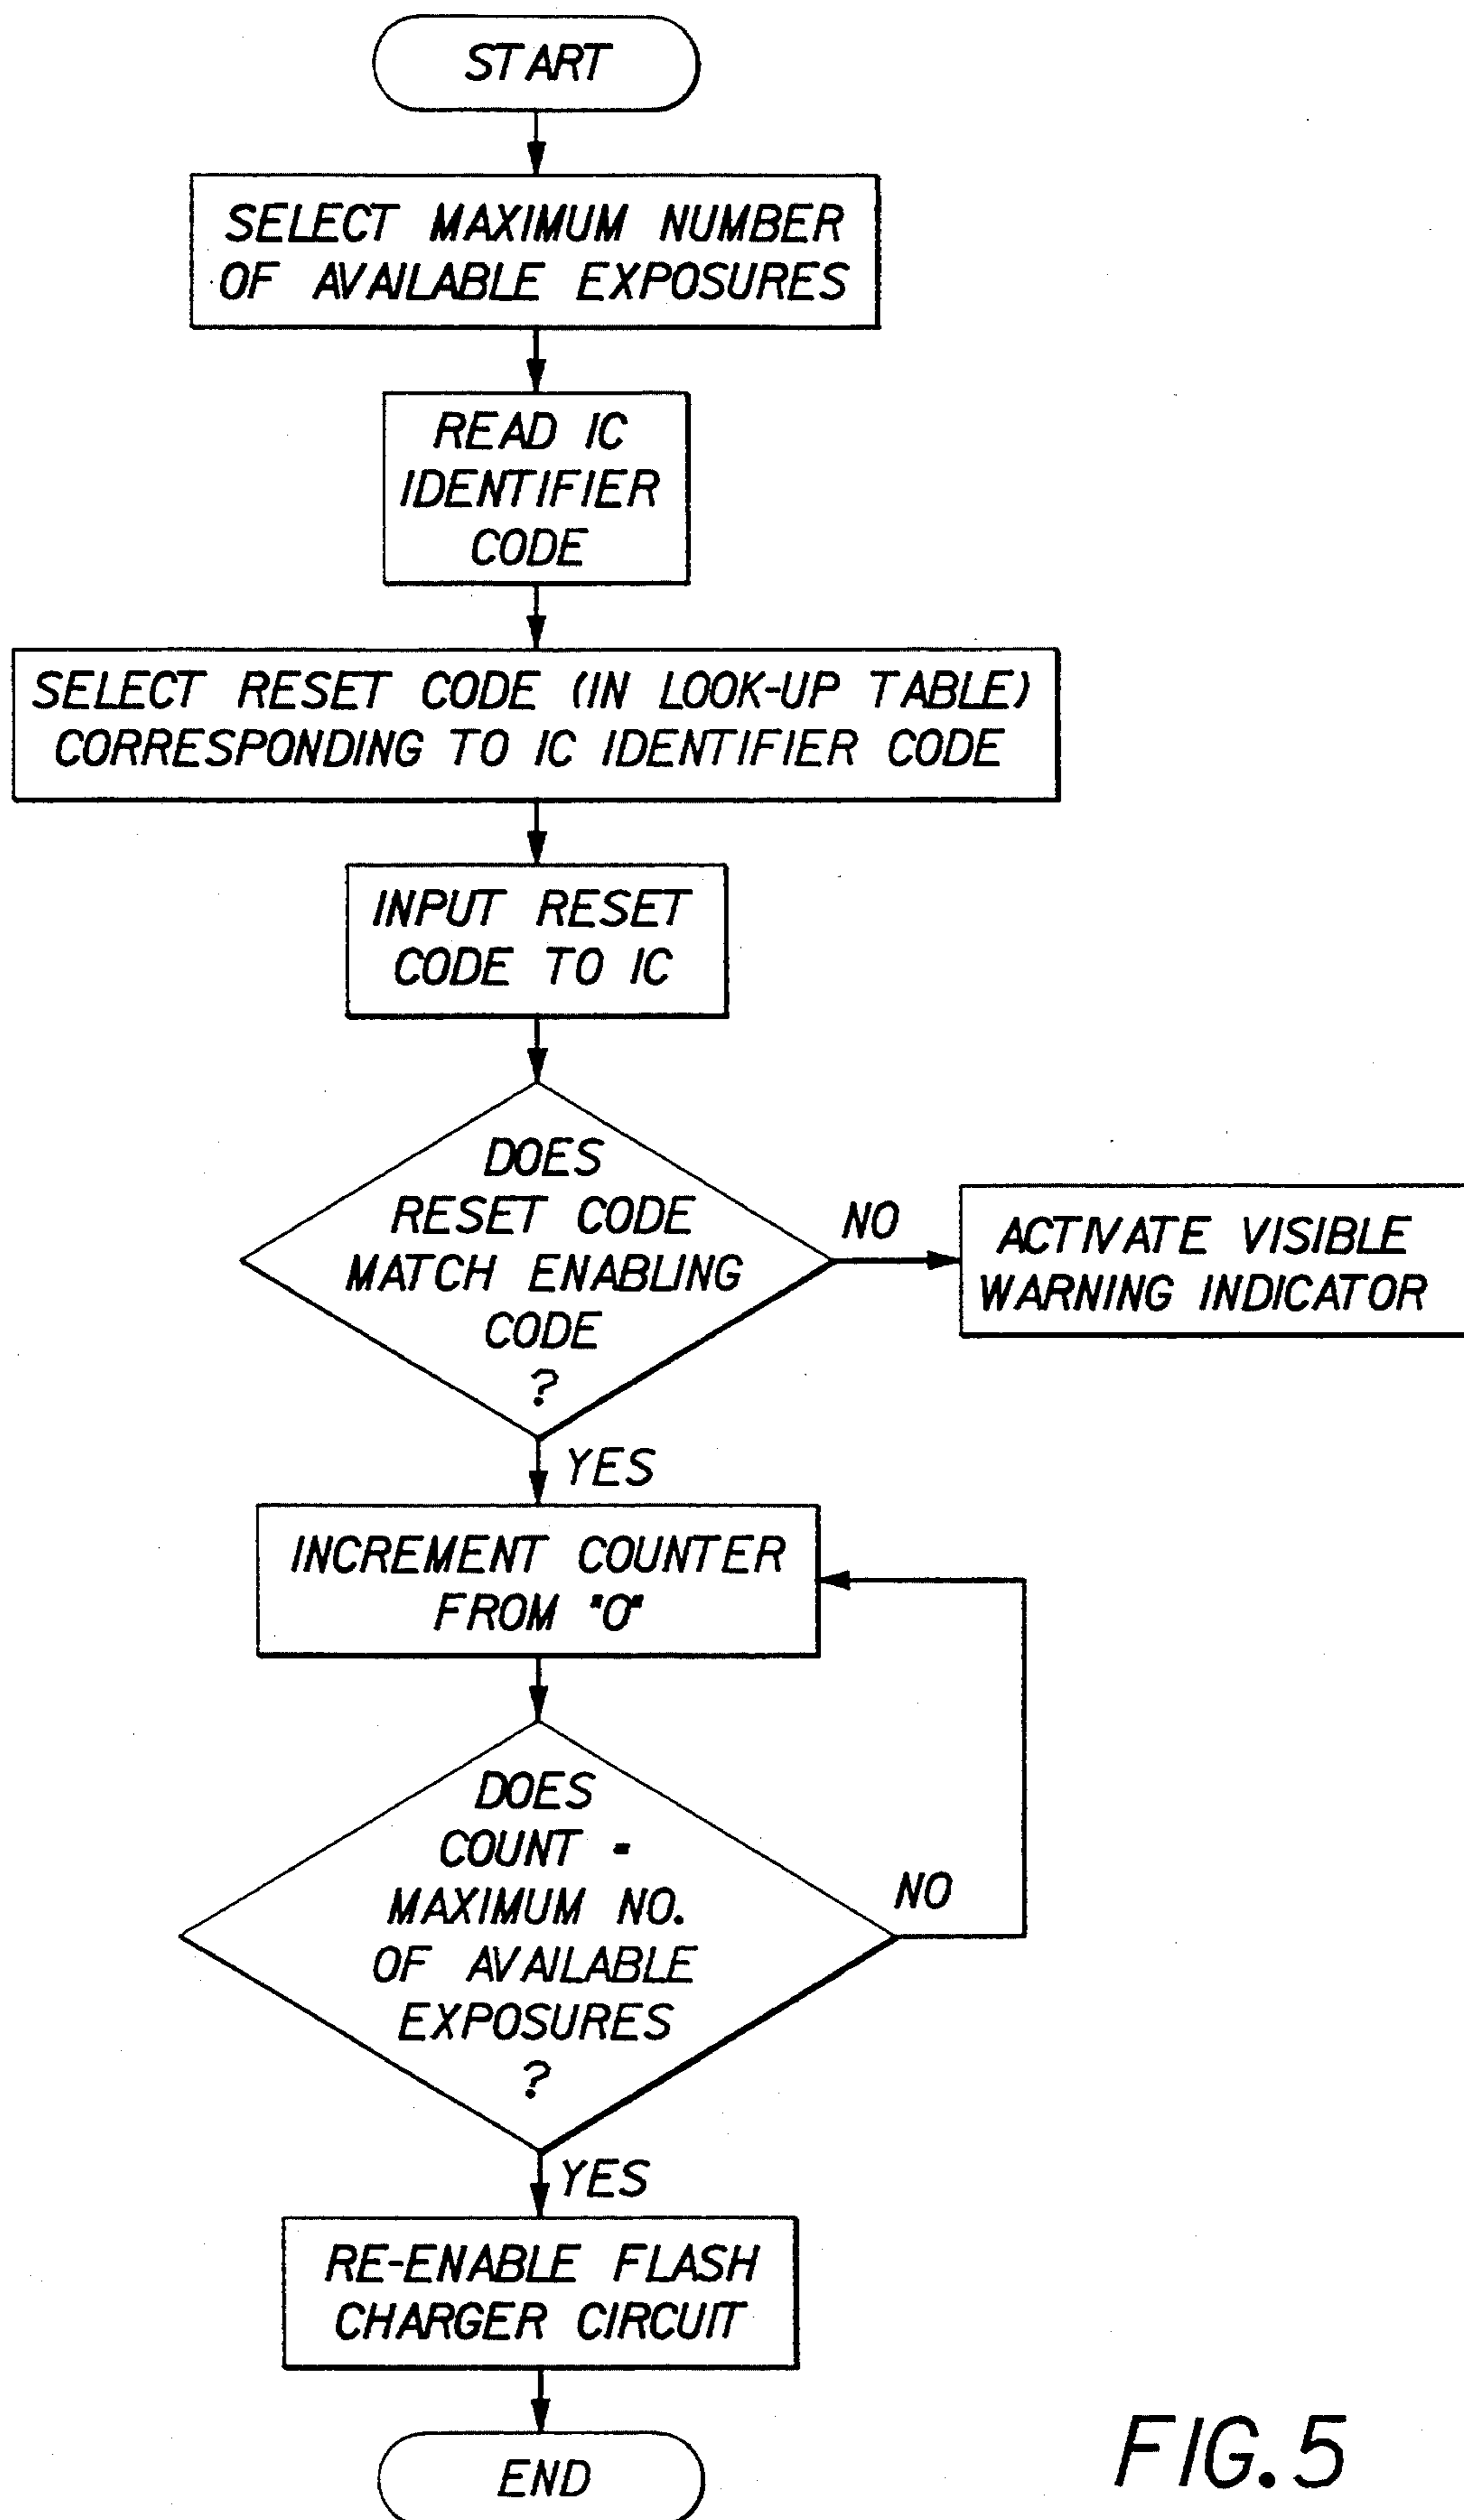 START
SELECT MAXIMUM NUMBER
OF AVAILABLE EXPOSURES
READ IC
IDENTIFIER
CODE
SELECT RESET CODE (IN LOOK-UP TABLE)
CORRESPONDING TO IC IDENTIFIER CODE
INPUT RESET
CODE TO IC
DOES
RESET CODE
MATCH ENABLING
CODE
?
NO
ACTIVATE VISIBLE
WARNING INDICATOR
YES
INCREMENT COUNTER
FROM "0"
DOES
COUNT =
MAXIMUM NO.
OF AVAILABLE
EXPOSURES
?
NO
YES
RE-ENABLE FLASH
CHARGER CIRCUIT
END
FIG. 5